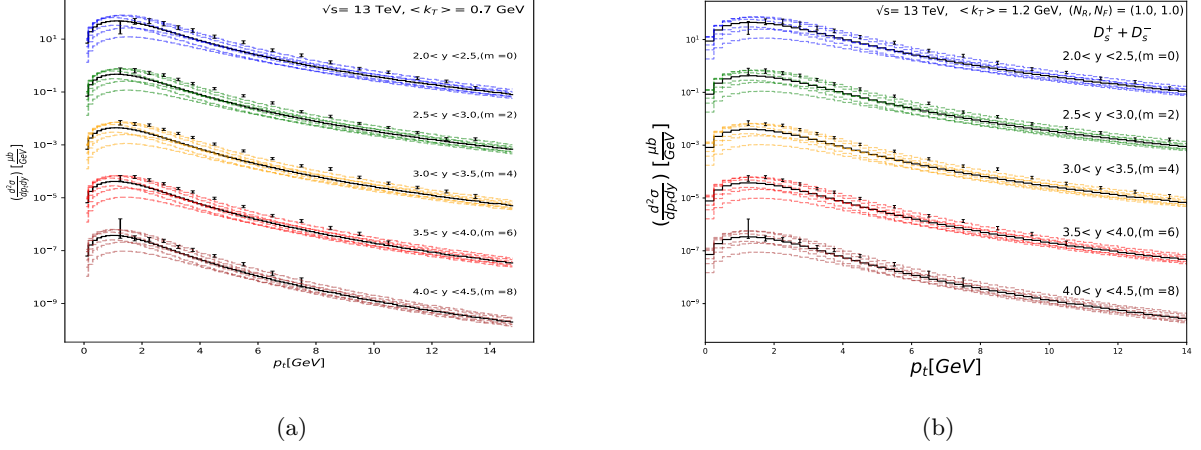 √s= 13 TeV, < k_T > = 0.7 GeV
2.0< y <2.5,(m =0)
2.5< y <3.0,(m =2)
3.0< y <3.5,(m =4)
3.5< y <4.0,(m =6)
4.0< y <4.5,(m =8)
10^1
10^-1
10^-3
10^-5
10^-7
10^-9
(d^2σ/dp_tdy) [μb/GeV]
0 2 4 6 8 10 12 14
p_t[GeV]
(a)
√s= 13 TeV, < k_T > = 1.2 GeV, (N_R, N_F) = (1.0, 1.0)
D_s^+ + D_s^-
2.0< y <2.5,(m =0)
2.5< y <3.0,(m =2)
3.0< y <3.5,(m =4)
3.5< y <4.0,(m =6)
4.0< y <4.5,(m =8)
10^1
10^-1
10^-3
10^-5
10^-7
10^-9
(d^2σ/dp_tdy) [μb/GeV]
0 2 4 6 8 10 12 14
p_t[GeV]
(b)